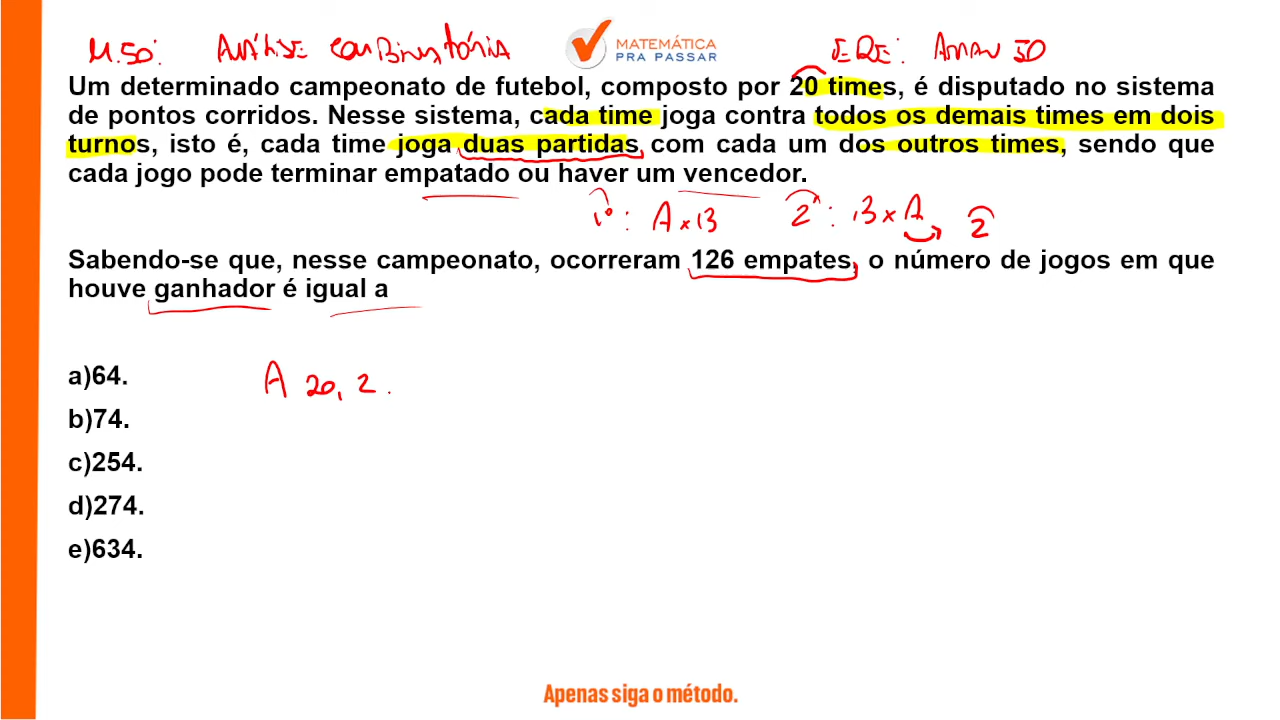 ANÁLISE COMBINATÓRIA
MATEMÁTICA
PRA PASSAR
Um determinado campeonato de futebol, composto por 20 times, é disputado no sistema
de pontos corridos. Nesse sistema, cada time joga contra todos os demais times em dois
turnos, isto é, cada time joga duas partidas com cada um dos outros times, sendo que
cada jogo pode terminar empatado ou haver um vencedor.
1º: A x B 2º: B x A 2
Sabendo-se que, nesse campeonato, ocorreram 126 empates, o número de jogos em que
houve ganhador é igual a
a)64.
A 20, 2
b)74.
c)254.
d)274.
e)634.
Apenas siga o método.